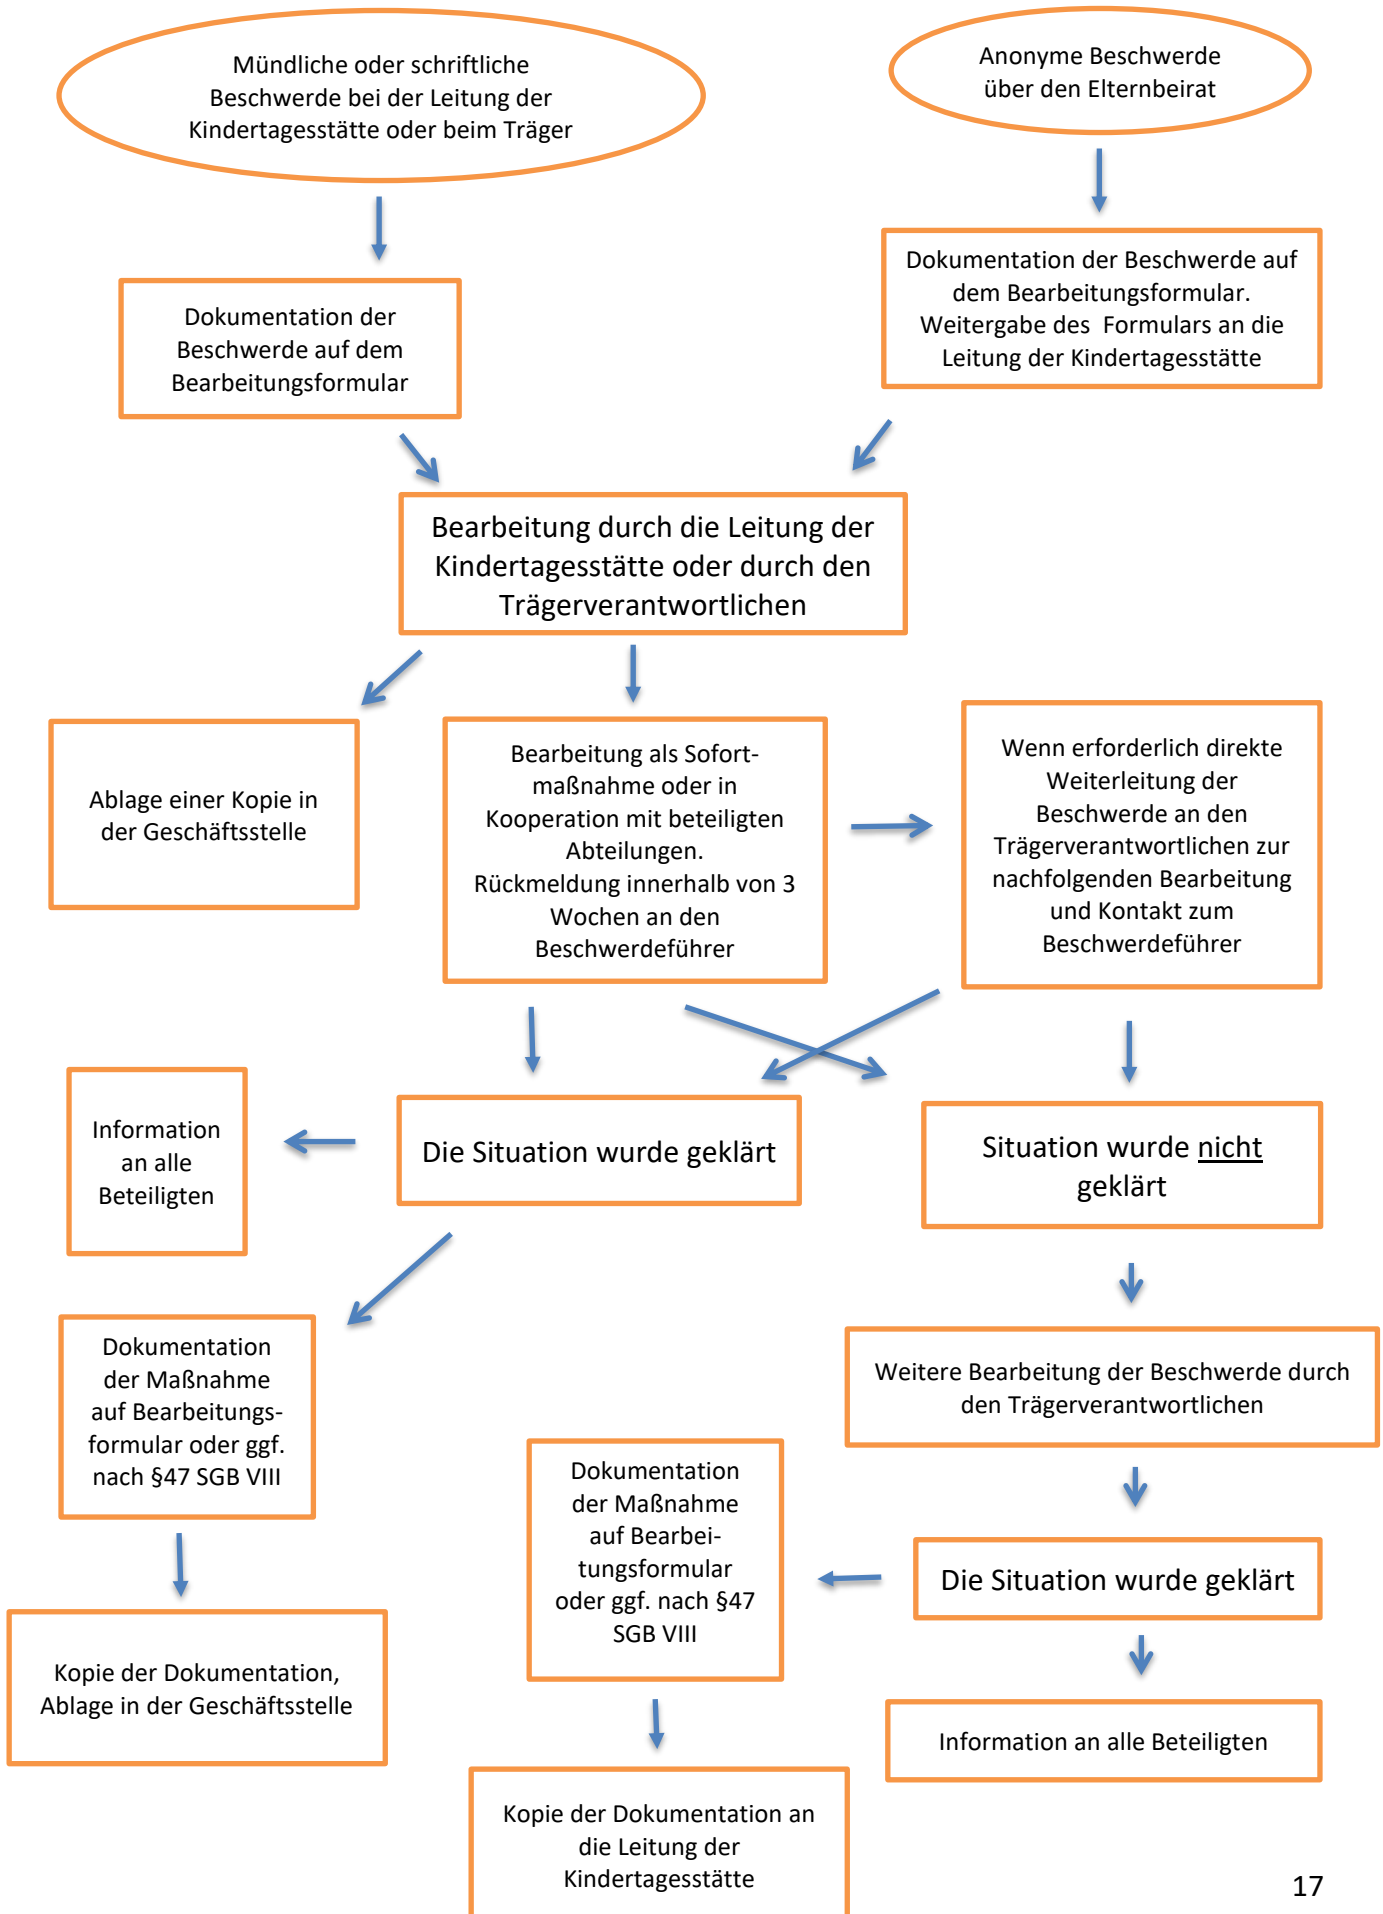 Mündliche oder schriftliche
Beschwerde bei der Leitung der
Kindertagesstätte oder beim Träger
Anonyme Beschwerde
über den Elternbeirat
Dokumentation der
Beschwerde auf dem
Bearbeitungsformular
Dokumentation der Beschwerde auf
dem Bearbeitungsformular.
Weitergabe des  Formulars an die
Leitung der Kindertagesstätte
Bearbeitung durch die Leitung der
Kindertagesstätte oder durch den
Trägerverantwortlichen
Ablage einer Kopie in
der Geschäftsstelle
Bearbeitung als Sofort-
maßnahme oder in
Kooperation mit beteiligten
Abteilungen.
Rückmeldung innerhalb von 3
Wochen an den
Beschwerdeführer
Wenn erforderlich direkte
Weiterleitung der
Beschwerde an den
Trägerverantwortlichen zur
nachfolgenden Bearbeitung
und Kontakt zum
Beschwerdeführer
Information
an alle
Beteiligten
Die Situation wurde geklärt
Situation wurde nicht
geklärt
Dokumentation
der Maßnahme
auf Bearbeitungs-
formular oder ggf.
nach §47 SGB VIII
Weitere Bearbeitung der Beschwerde durch
den Trägerverantwortlichen
Dokumentation
der Maßnahme
auf Bearbei-
tungsformular
oder ggf. nach §47
SGB VIII
Die Situation wurde geklärt
Kopie der Dokumentation,
Ablage in der Geschäftsstelle
Information an alle Beteiligten
Kopie der Dokumentation an
die Leitung der
Kindertagesstätte
17